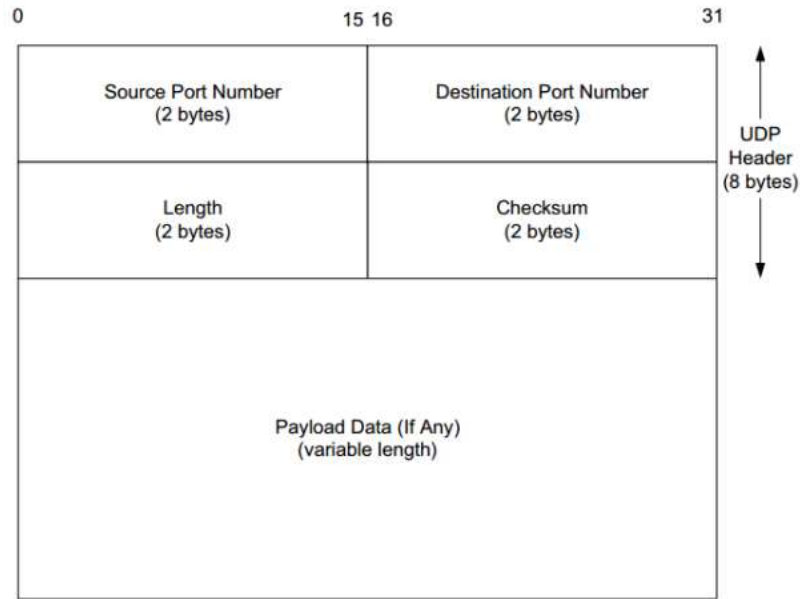 0 15 16 31
Source Port Number Destination Port Number
(2 bytes) (2 bytes)
UDP
Header
(8 bytes)
Length Checksum
(2 bytes) (2 bytes)
Payload Data (If Any)
(variable length)